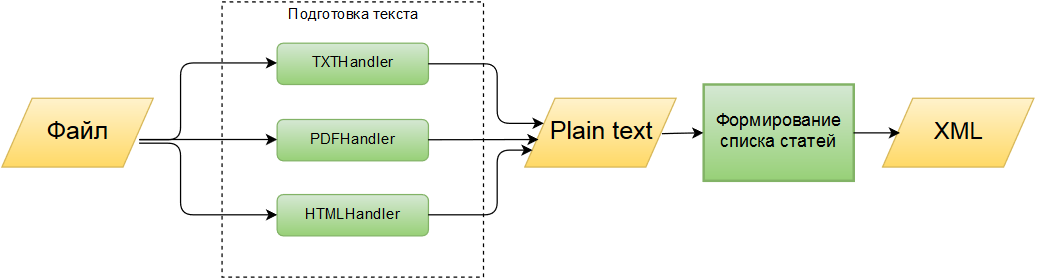 Подготовка текста
TXTHandler
Файл
PDFHandler
HTMLHandler
Plain text
Формирование
списка статей
XML